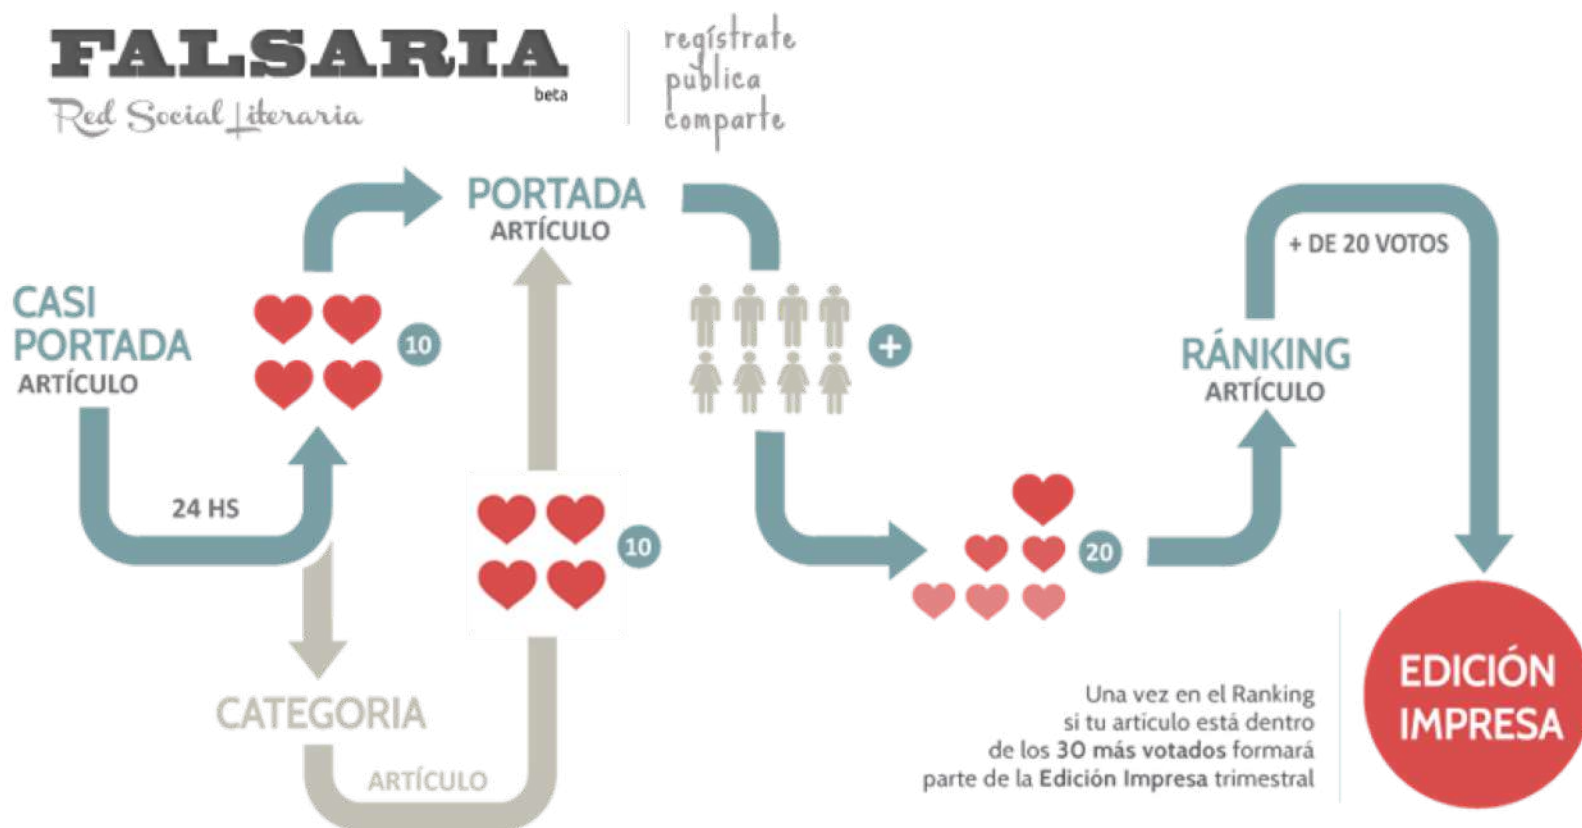 FALSARIA
beta
Red Social Literaria
regístrate
publica
comparte
PORTADA
ARTÍCULO
CASI
PORTADA
ARTÍCULO
10
24 HS
CATEGORIA
ARTÍCULO
10
+
20
RÁNKING
ARTÍCULO
+ DE 20 VOTOS
Una vez en el Ranking
si tu artículo está dentro
de los 30 más votados formará
parte de la Edición Impresa trimestral
EDICIÓN
IMPRESA